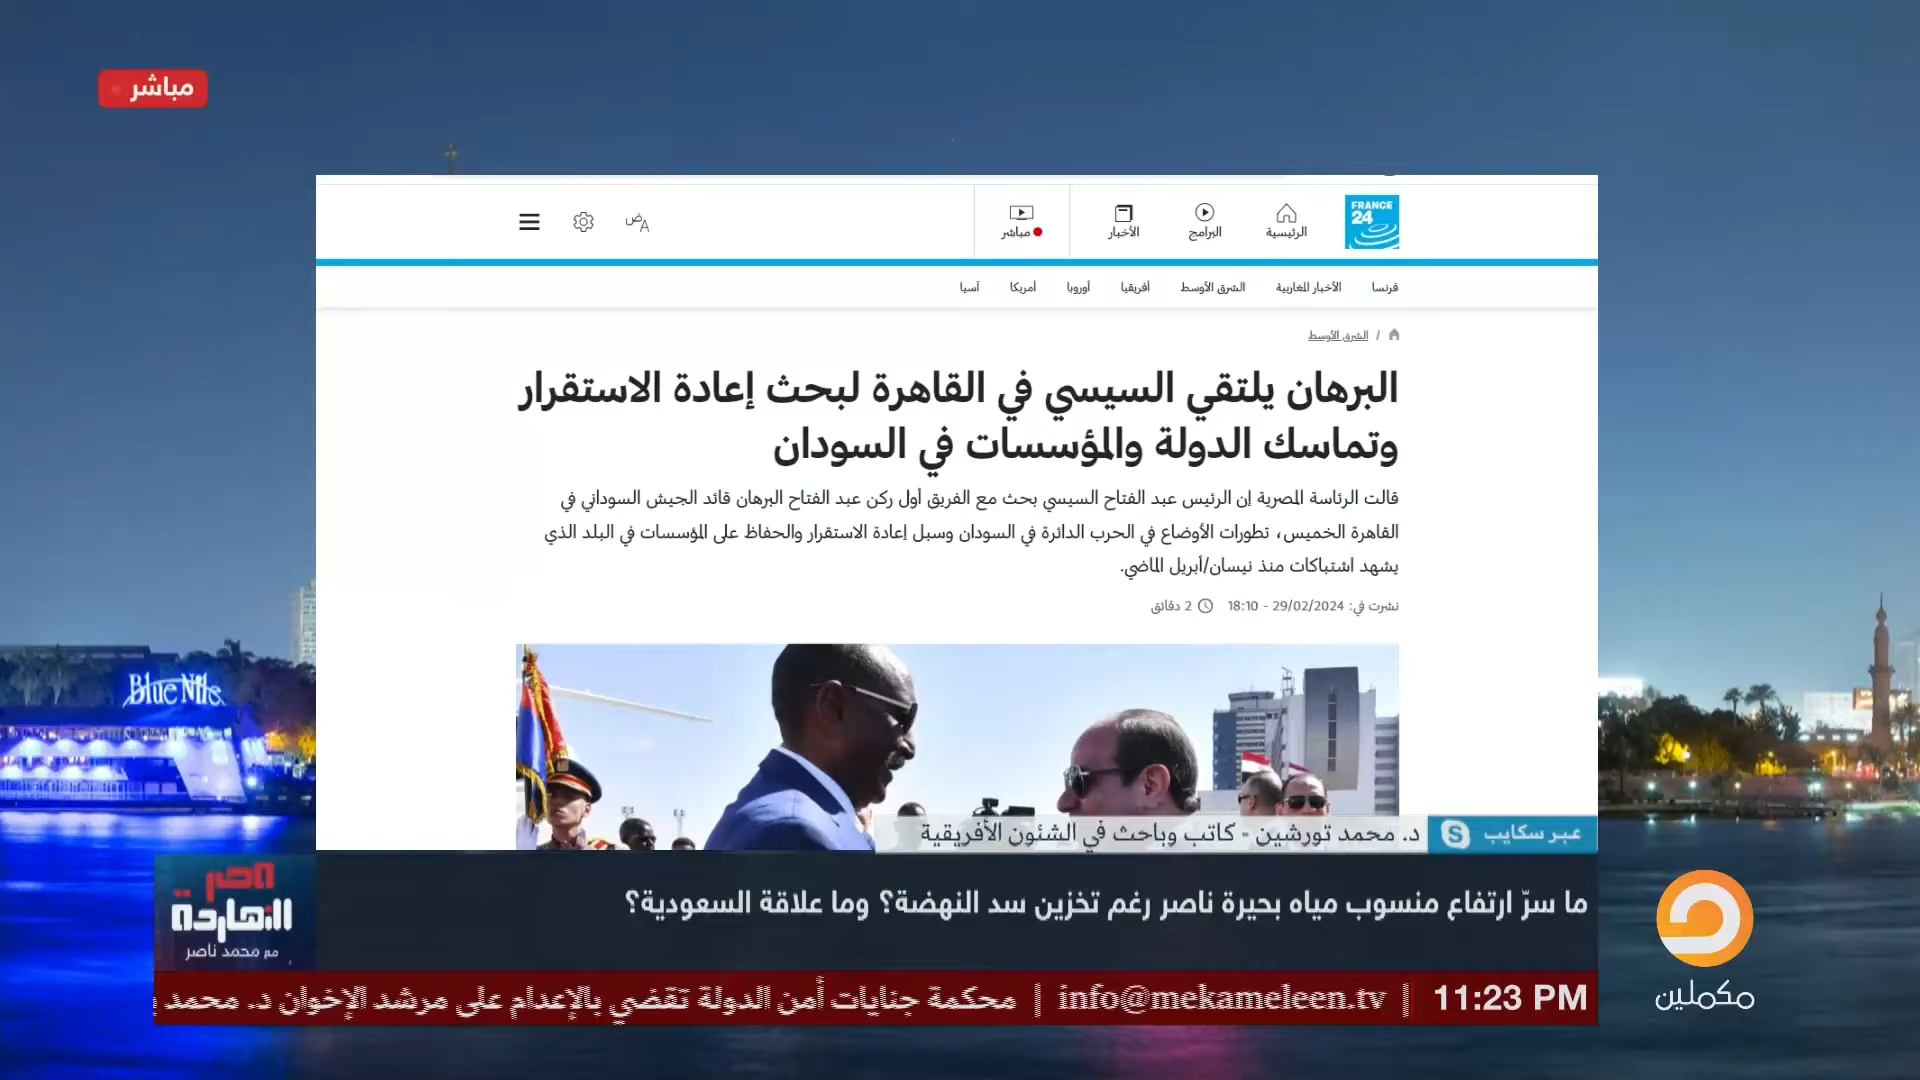 مباشر
FRANCE
24
الرئيسية
البرامج
الأخبار
مباشر
ض
A
فرنسا
الأخبار المغاربية
الشرق الأوسط
أفريقيا
أوروبا
أمريكا
آسيا
/ الشرق الأوسط
البرهان يلتقي السيسي في القاهرة لبحث إعادة الاستقرار
وتماسك الدولة والمؤسسات في السودان
قالت الرئاسة المصرية إن الرئيس عبد الفتاح السيسي بحث مع الفريق أول ركن عبد الفتاح البرهان قائد الجيش السوداني في
القاهرة الخميس، تطورات الأوضاع في الحرب الدائرة في السودان وسبل إعادة الاستقرار والحفاظ على المؤسسات في البلد الذي
يشهد اشتباكات منذ نيسان/أبريل الماضي.
نشرت في: 29/02/2024 - 18:10 2 دقائق
Blue Nile
عبر سكايب
د. محمد تورشين - كاتب وباحث في الشئون الأفريقية
مصر
النهاردة
مع محمد ناصر
ما سرّ ارتفاع منسوب مياه بحيرة ناصر رغم تخزين سد النهضة؟ وما علاقة السعودية؟
11:23 PM | info@mekameleen.tv | محكمة جنايات أمن الدولة تقضي بالإعدام على مرشد الإخوان د. محمد
مكملين